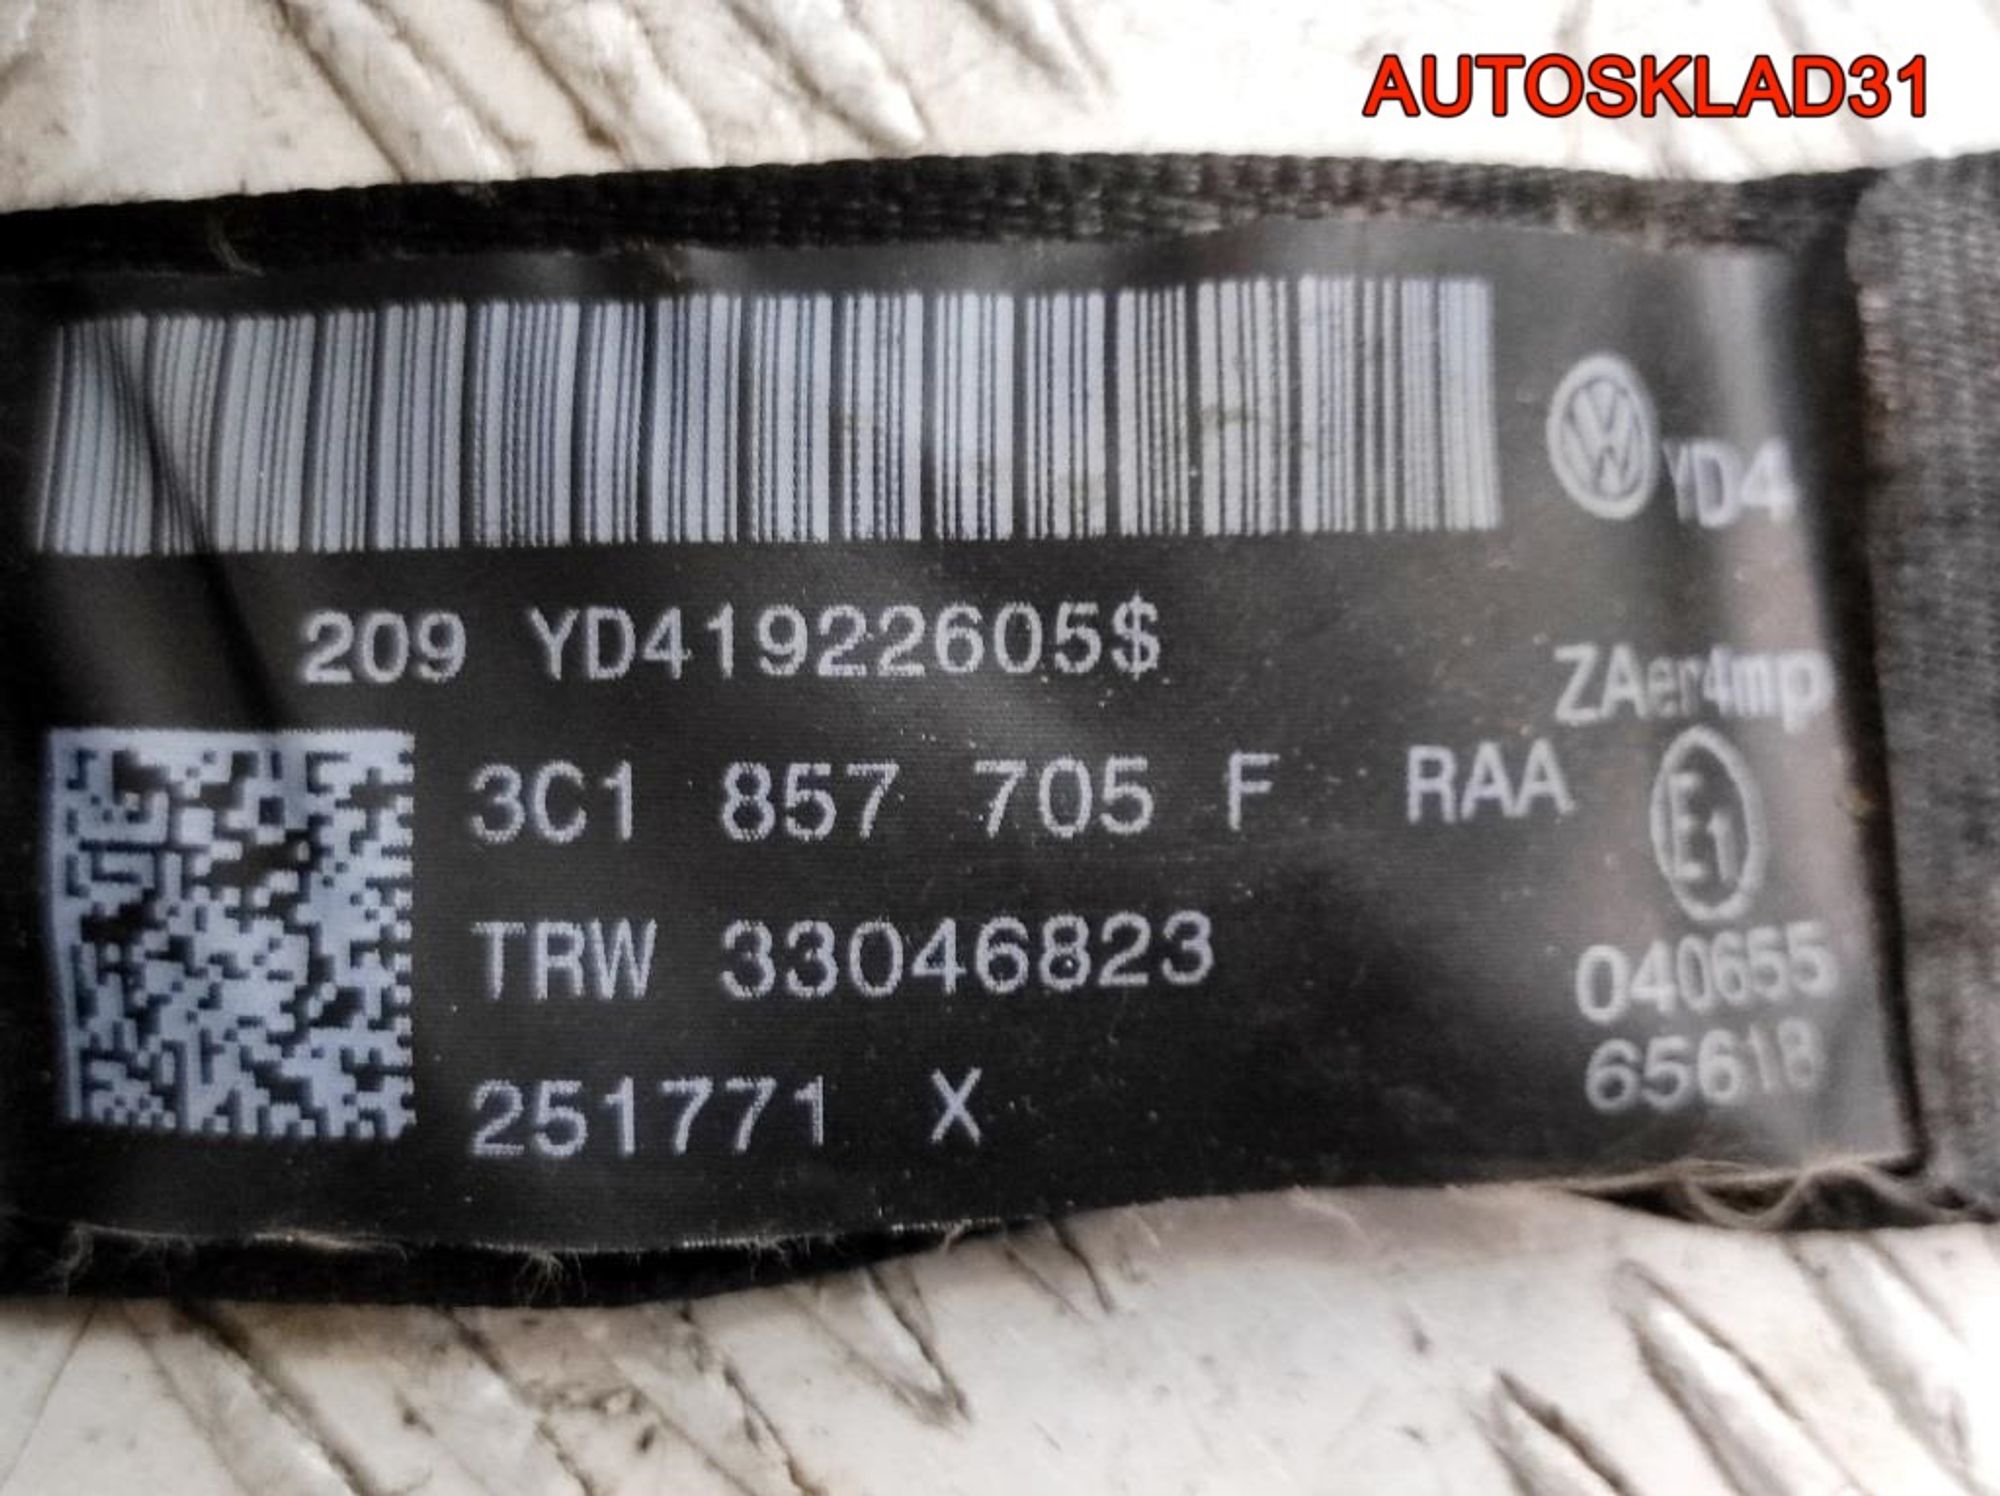 AUTOSKLAD31
YD4
209 YD41922605$
ZAer4mp
3C1 857 705 F RAA
E1
TRW 33046823
040655
65618
251771 X